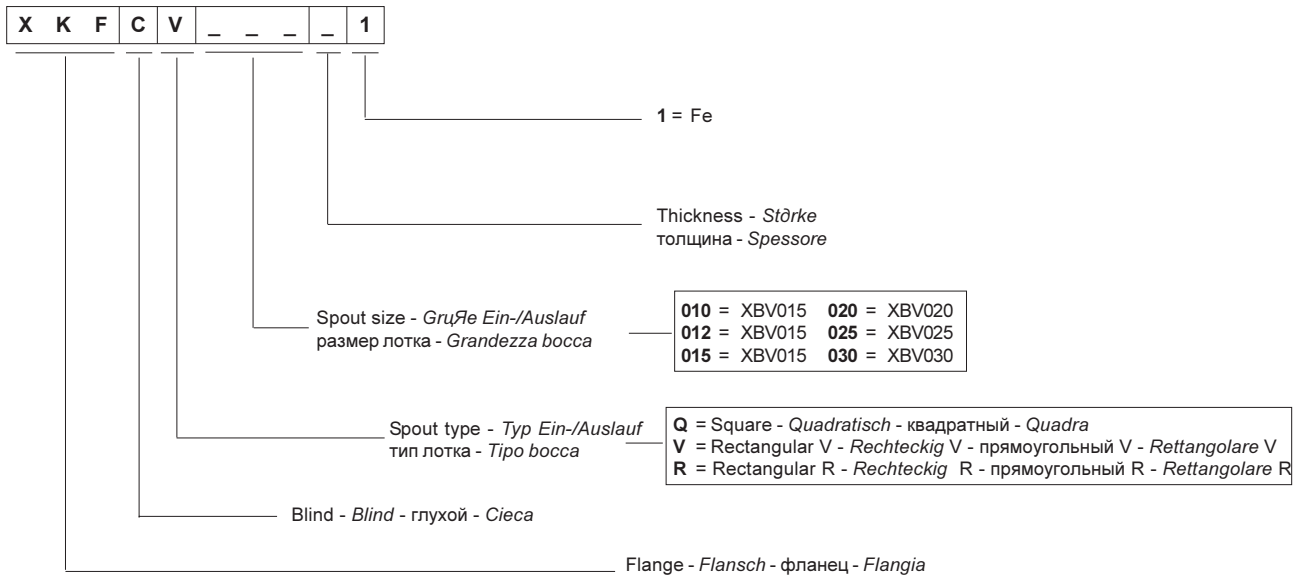 X K F C V _ _ _ _ 1
1 = Fe
Thickness - Stðrke
толщина - Spessore
Spout size - GrцЯe Ein-/Auslauf
размер лотка - Grandezza bocca
010 = XBV015 020 = XBV020
012 = XBV015 025 = XBV025
015 = XBV015 030 = XBV030
Spout type - Typ Ein-/Auslauf
тип лотка - Tipo bocca
Q = Square - Quadratisch - квадратный - Quadra
V = Rectangular V - Rechteckig V - прямоугольный V - Rettangolare V
R = Rectangular R - Rechteckig R - прямоугольный R - Rettangolare R
Blind - Blind - глухой - Cieca
Flange - Flansch - фланец - Flangia